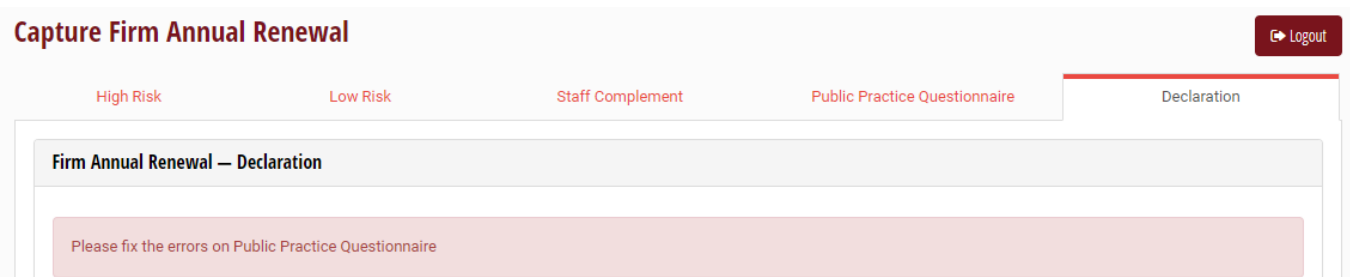 Capture Firm Annual Renewal
Logout
High Risk
Low Risk
Staff Complement
Public Practice Questionnaire
Declaration
Firm Annual Renewal — Declaration
Please fix the errors on Public Practice Questionnaire